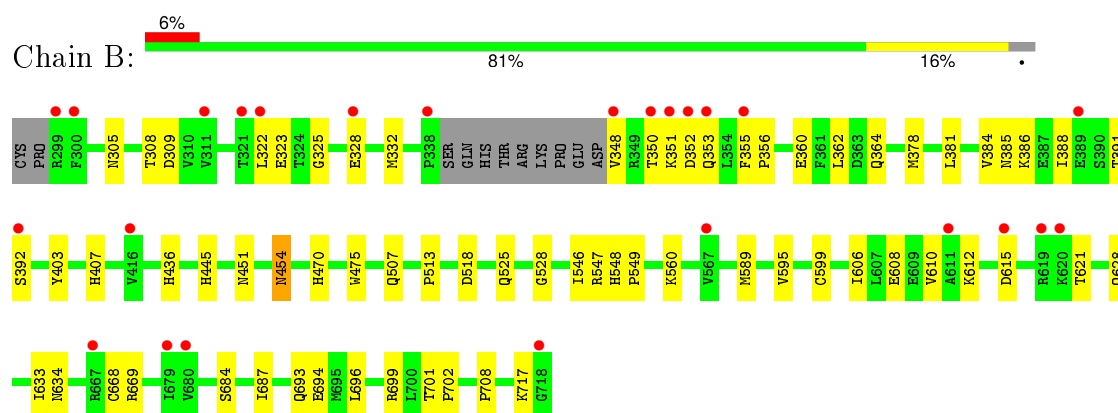 6%
Chain B:
81% 16% •
CYS PRO R299 F300 N305 T308 D309 V310 V311 T321 L322 E323 T324 G325 E328 M332 P338 SER GLN HIS THR ARG LYS PRO GLU ASP V348 R349 T350 K351 D352 Q353 L354 F355 P356 E360 F361 L362 D363 Q364 M378 L381 V384 N385 K386 E387 I388 E389 S390 T391
S392 Y403 H407 V416 H436 H445 N451 N454 H470 W475 Q507 P513 D518 Q525 G528 I546 R547 H548 P549 K560 V567 M589 V595 C599 I606 L607 E608 E609 V610 A611 K612 D615 R619 K620 T621 Q628
I633 N634 R667 C668 R669 I679 V680 S684 I687 Q693 E694 M695 L696 R699 L700 T701 P702 P708 K717 G718